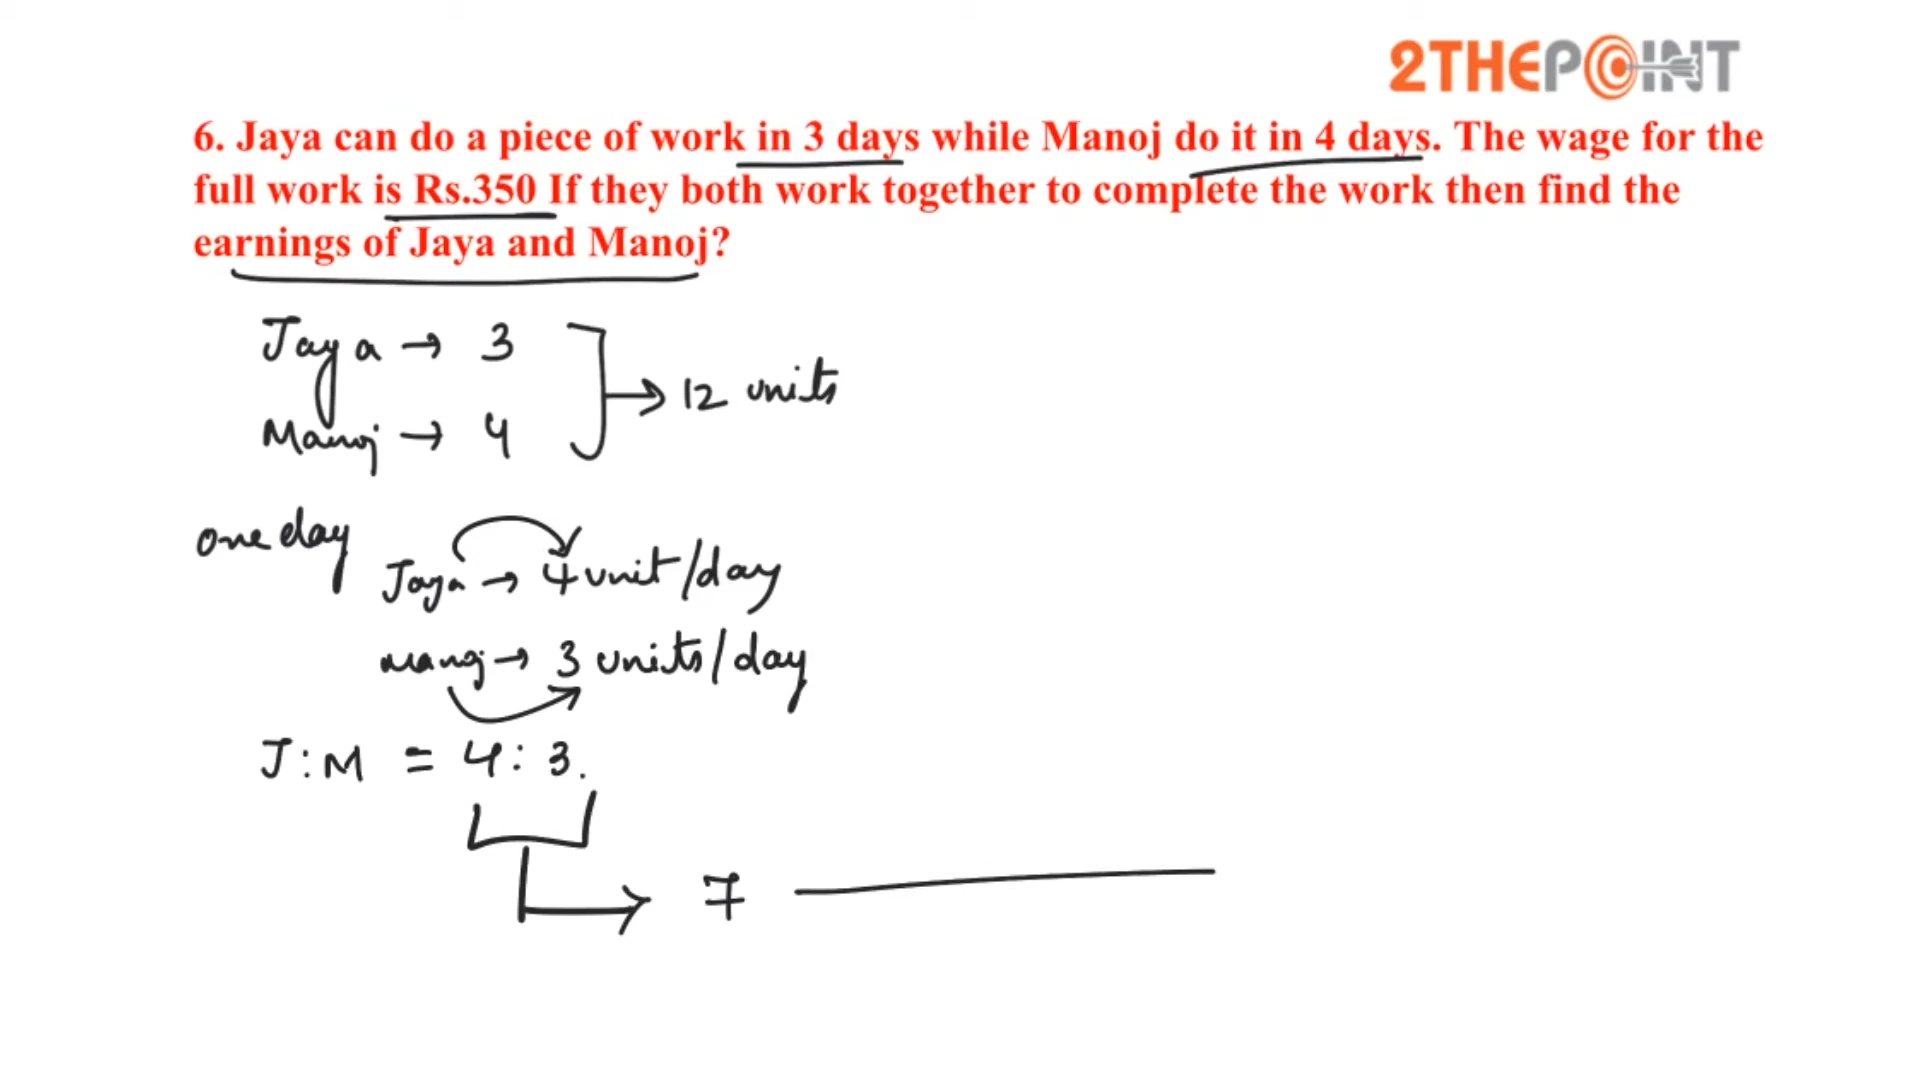 2THEPOINT
6. Jaya can do a piece of work in 3 days while Manoj do it in 4 days. The wage for the
full work is Rs.350 If they both work together to complete the work then find the
earnings of Jaya and Manoj?
Jaya → 3
→ 12 units
Manoj → 4
one day
Jaya → 4 unit/day
manoj → 3 units/day
J:M = 4:3.
7